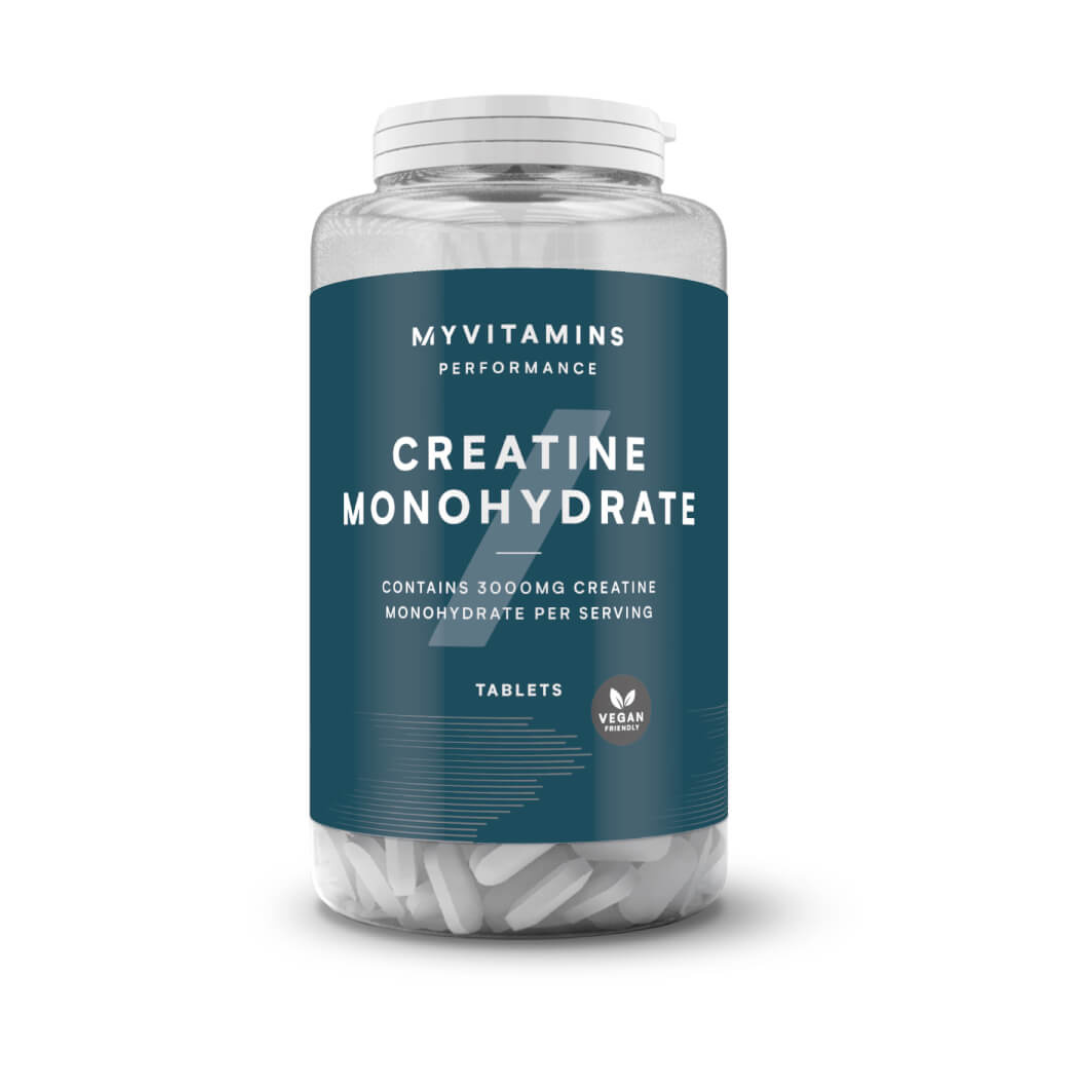 MYVITAMINS
PERFORMANCE
CREATINE
MONOHYDRATE
CONTAINS 3000MG CREATINE
MONOHYDRATE PER SERVING
TABLETS
VEGAN
FRIENDLY